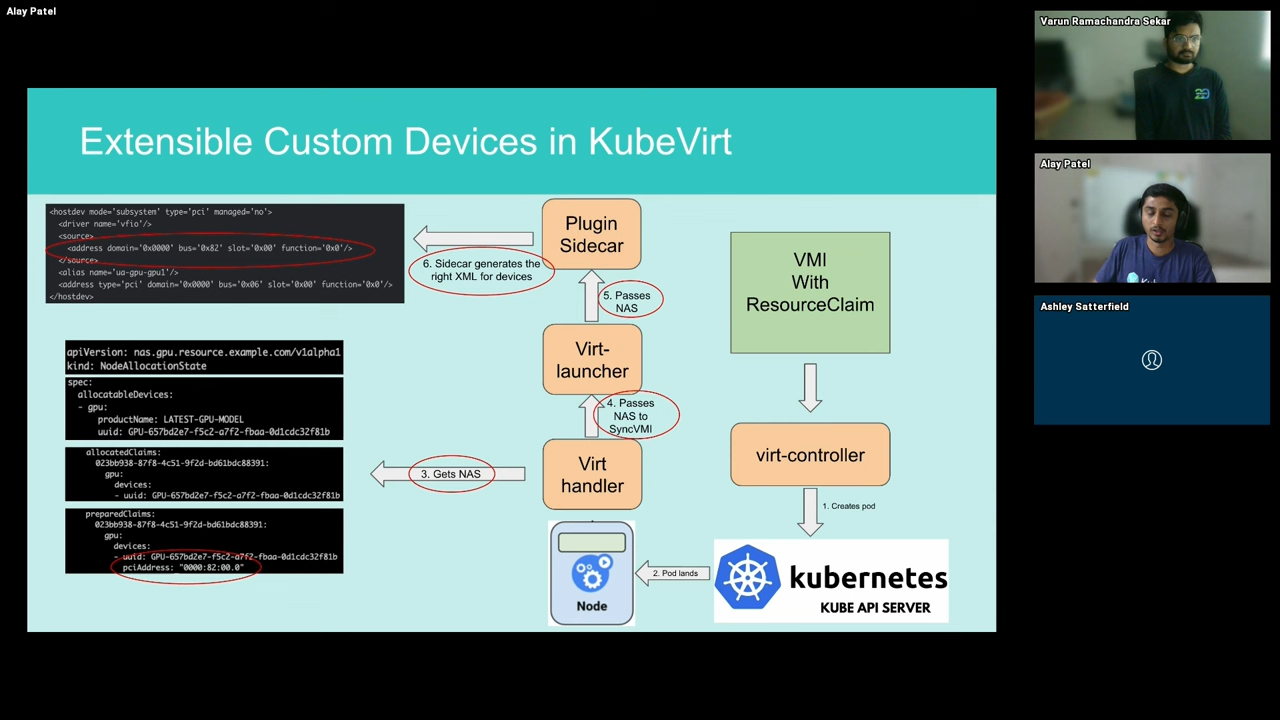 Alay Patel
Extensible Custom Devices in KubeVirt
<hostdev mode='subsystem' type='pci' managed='no'>
<driver name='vfio'/>
<source>
<address domain='0x0000' bus='0x82' slot='0x00' function='0x0'/>
</source>
<alias name='ua-gpu-gpu1'/>
<address type='pci' domain='0x0000' bus='0x06' slot='0x00' function='0x0'/>
</hostdev>
6. Sidecar generates the
right XML for devices
Plugin
Sidecar
5. Passes
NAS
Virt-
launcher
4. Passes
NAS to
SyncVMI
Virt
handler
3. Gets NAS
apiVersion: nas.gpu.resource.example.com/v1alpha1
kind: NodeAllocationState
spec:
allocatableDevices:
- gpu:
productName: LATEST-GPU-MODEL
uuid: GPU-657bd2e7-f5c2-a7f2-fbaa-0d1cdc32f81b
allocatedClaims:
023bb938-87f8-4c51-9f2d-bd61bdc88391:
gpu:
devices:
- uuid: GPU-657bd2e7-f5c2-a7f2-fbaa-0d1cdc32f81b
preparedClaims:
023bb938-87f8-4c51-9f2d-bd61bdc88391:
gpu:
devices:
- uuid: GPU-657bd2e7-f5c2-a7f2-fbaa-0d1cdc32f81b
pciAddress: "0000:82:00.0"
VMI
With
ResourceClaim
virt-controller
1. Creates pod
kubernetes
KUBE API SERVER
2. Pod lands
Node
Varun Ramachandra Sekar
Alay Patel
Ashley Satterfield